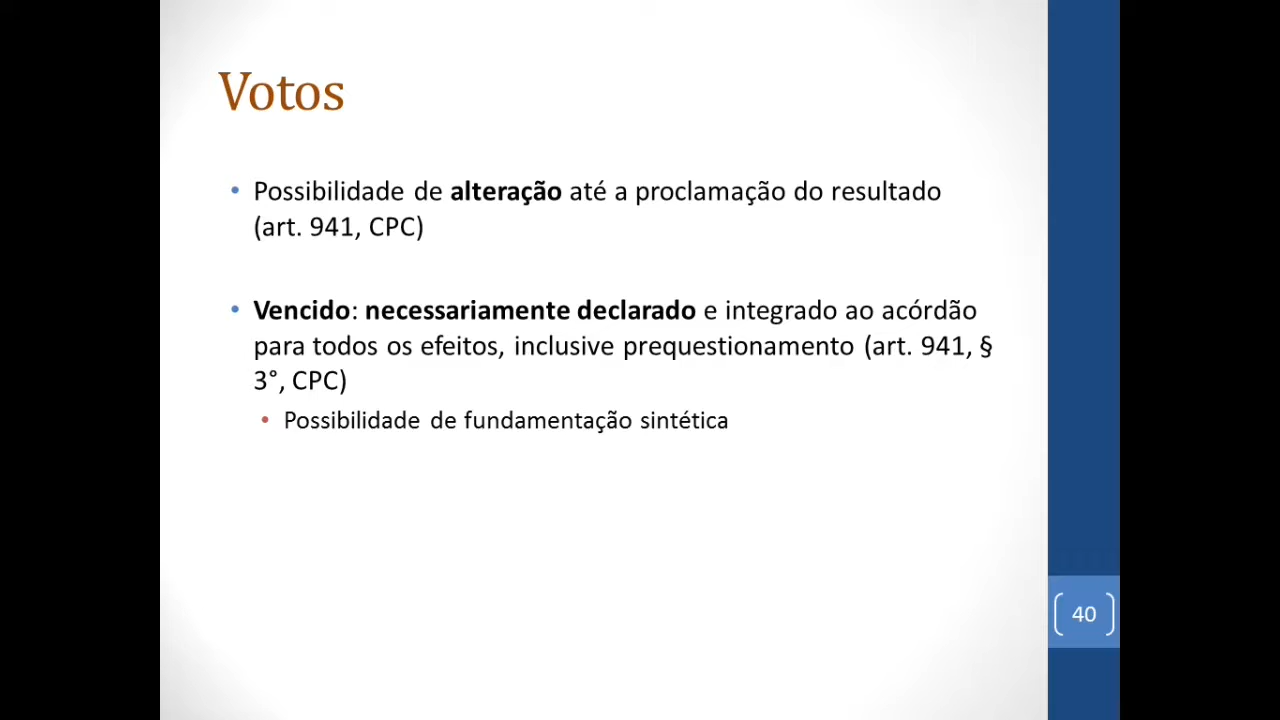 Votos
• Possibilidade de alteração até a proclamação do resultado
(art. 941, CPC)
• Vencido: necessariamente declarado e integrado ao acórdão
para todos os efeitos, inclusive prequestionamento (art. 941, §
3°, CPC)
• Possibilidade de fundamentação sintética
40